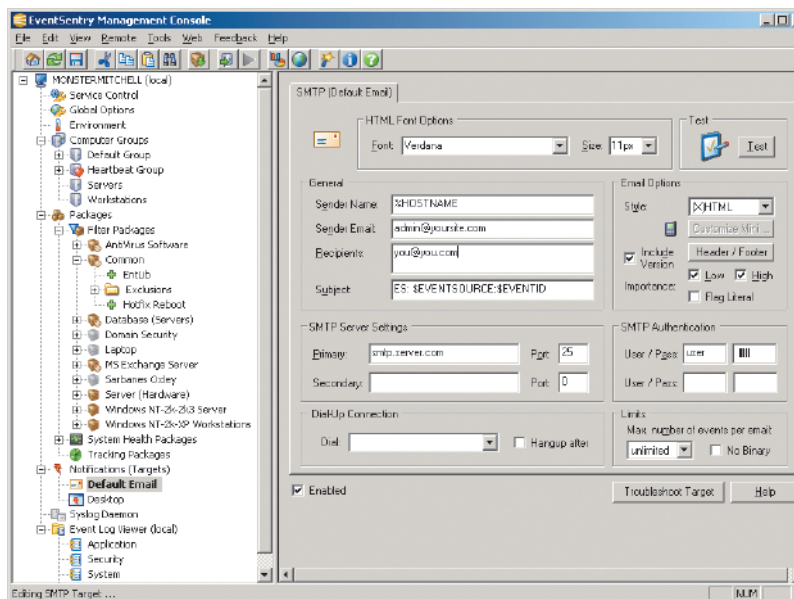 EventSentry Management Console
File Edit View Remote Tools Web Feedback Help
MONSTERMITCHELL (local)
Service Control
Global Options
Environment
Computer Groups
Default Group
Heartbeat Group
Servers
Workstations
Packages
Filter Packages
AntiVirus Software
Common
EntLib
Exclusions
Hotfix Reboot
Database (Servers)
Domain Security
Laptop
MS Exchange Server
Sarbanes Oxley
Server (Hardware)
Windows NT-2k-2k3 Server
Windows NT-2k-XP Workstations
System Health Packages
Tracking Packages
Notifications (Targets)
Default Email
Desktop
Syslog Daemon
Event Log Viewer (local)
Application
Security
System
SMTP (Default Email)
HTML Font Options
Font: Verdana Size: 11px
Test
Test
General
Sender Name: %HOSTNAME
Sender Email: admin@yoursite.com
Recipients: you@you.com
Subject: ES: $EVENTSOURCE:$EVENTID
Email Options
Style: (X)HTML
Customize Mini ...
Include Version
Header / Footer
Importance: Low High
Flag Literal
SMTP Server Settings
Primary: smtp.server.com Port: 25
Secondary: Port: 0
SMTP Authentication
User / Pass: user
User / Pass:
Dial-Up Connection
Dial: Hangup after
Limits
Max. number of events per email:
unlimited No Binary
Enabled
Troubleshoot Target Help
Editing SMTP Target ... NUM